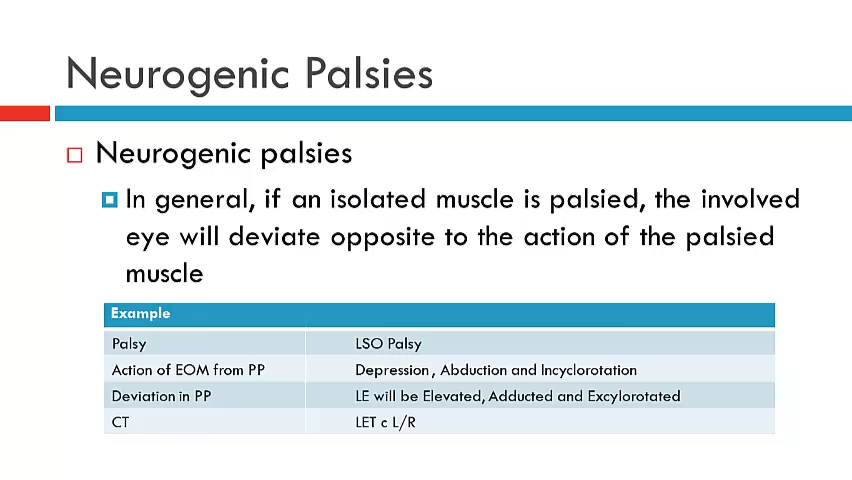 Neurogenic Palsies
Neurogenic palsies
In general, if an isolated muscle is palsied, the involved
eye will deviate opposite to the action of the palsied
muscle
Example
Palsy LSO Palsy
Action of EOM from PP Depression , Abduction and Incyclorotation
Deviation in PP LE will be Elevated, Adducted and Excylorotated
CT LET c L/R